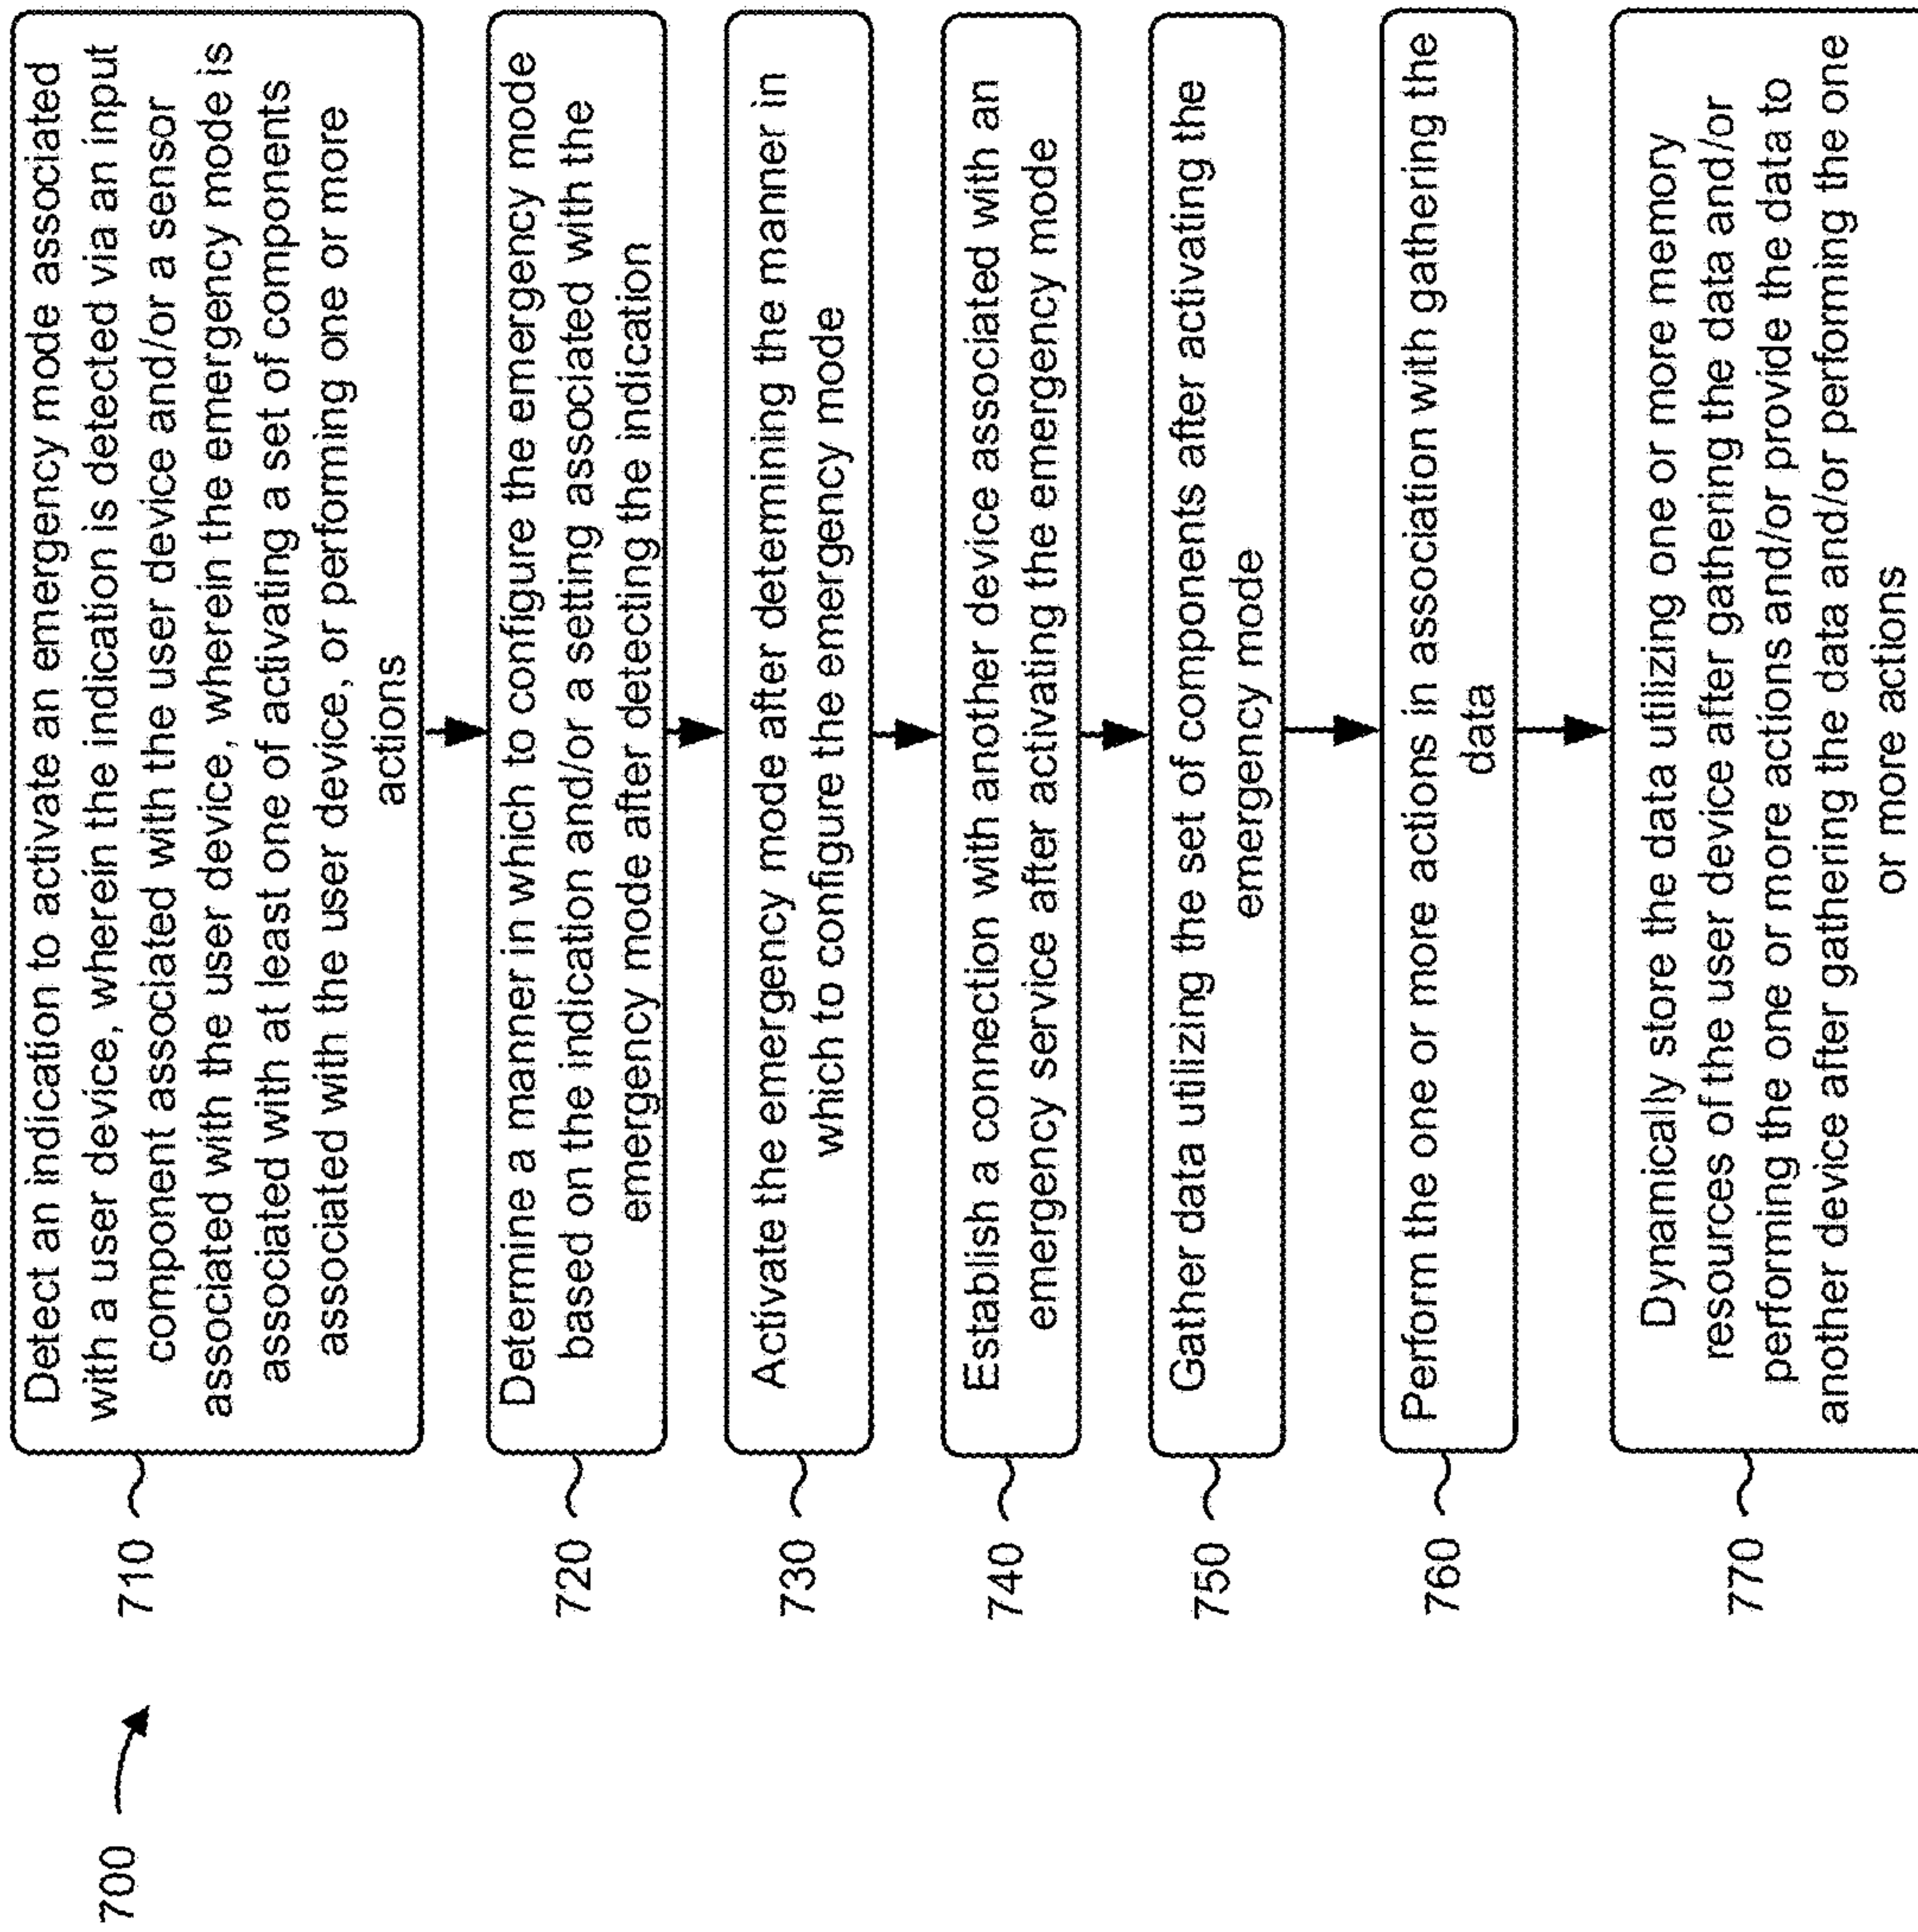 700
710
Detect an indication to activate an emergency mode associated
with a user device, wherein the indication is detected via an input
component associated with the user device and/or a sensor
associated with the user device, wherein the emergency mode is
associated with at least one of activating a set of components
associated with the user device, or performing one or more
actions
720
Determine a manner in which to configure the emergency mode
based on the indication and/or a setting associated with the
emergency mode after detecting the indication
730
Activate the emergency mode after determining the manner in
which to configure the emergency mode
740
Establish a connection with another device associated with an
emergency service after activating the emergency mode
750
Gather data utilizing the set of components after activating the
emergency mode
760
Perform the one or more actions in association with gathering the
data
770
Dynamically store the data utilizing one or more memory
resources of the user device after gathering the data and/or
performing the one or more actions and/or provide the data to
another device after gathering the data and/or performing the one
or more actions